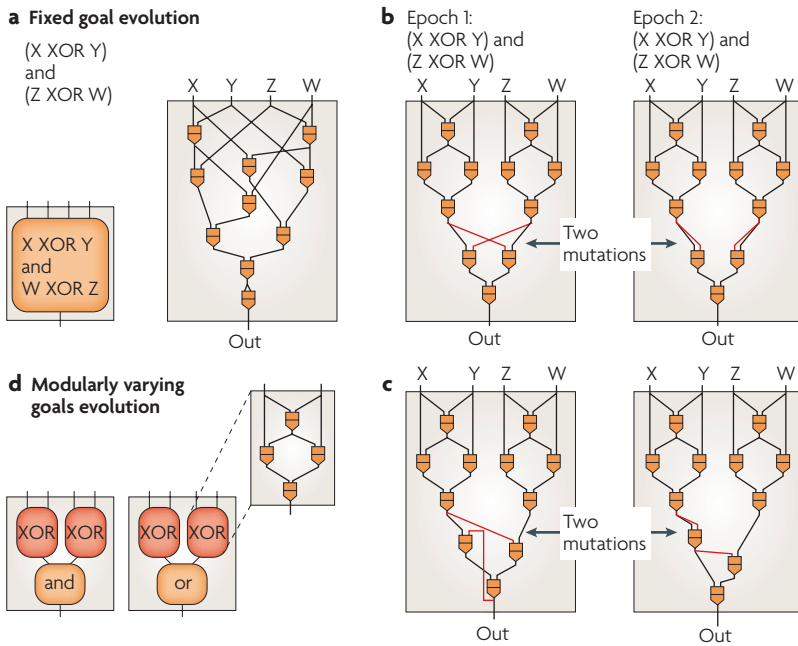 a Fixed goal evolution
(X XOR Y)
and
(Z XOR W)
X Y Z W
X XOR Y
and
W XOR Z
Out
b Epoch 1:
(X XOR Y) and
(Z XOR W)
Epoch 2:
(X XOR Y) and
(Z XOR W)
X Y Z W
X Y Z W
Two
mutations
Out
Out
d Modularly varying
goals evolution
XOR XOR
and
XOR XOR
or
c
X Y Z W
X Y Z W
Two
mutations
Out
Out